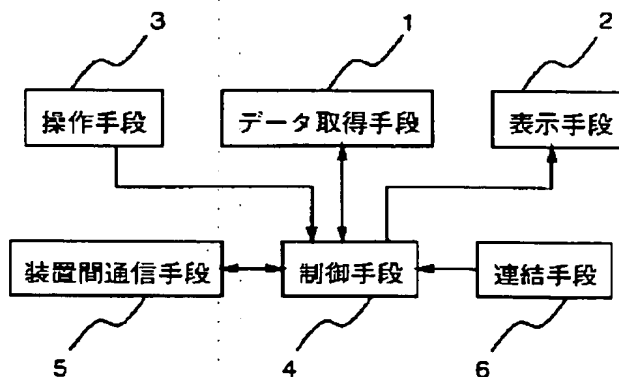 3
1
2
操作手段
データ取得手段
表示手段
装置間通信手段
制御手段
連結手段
5
4
6